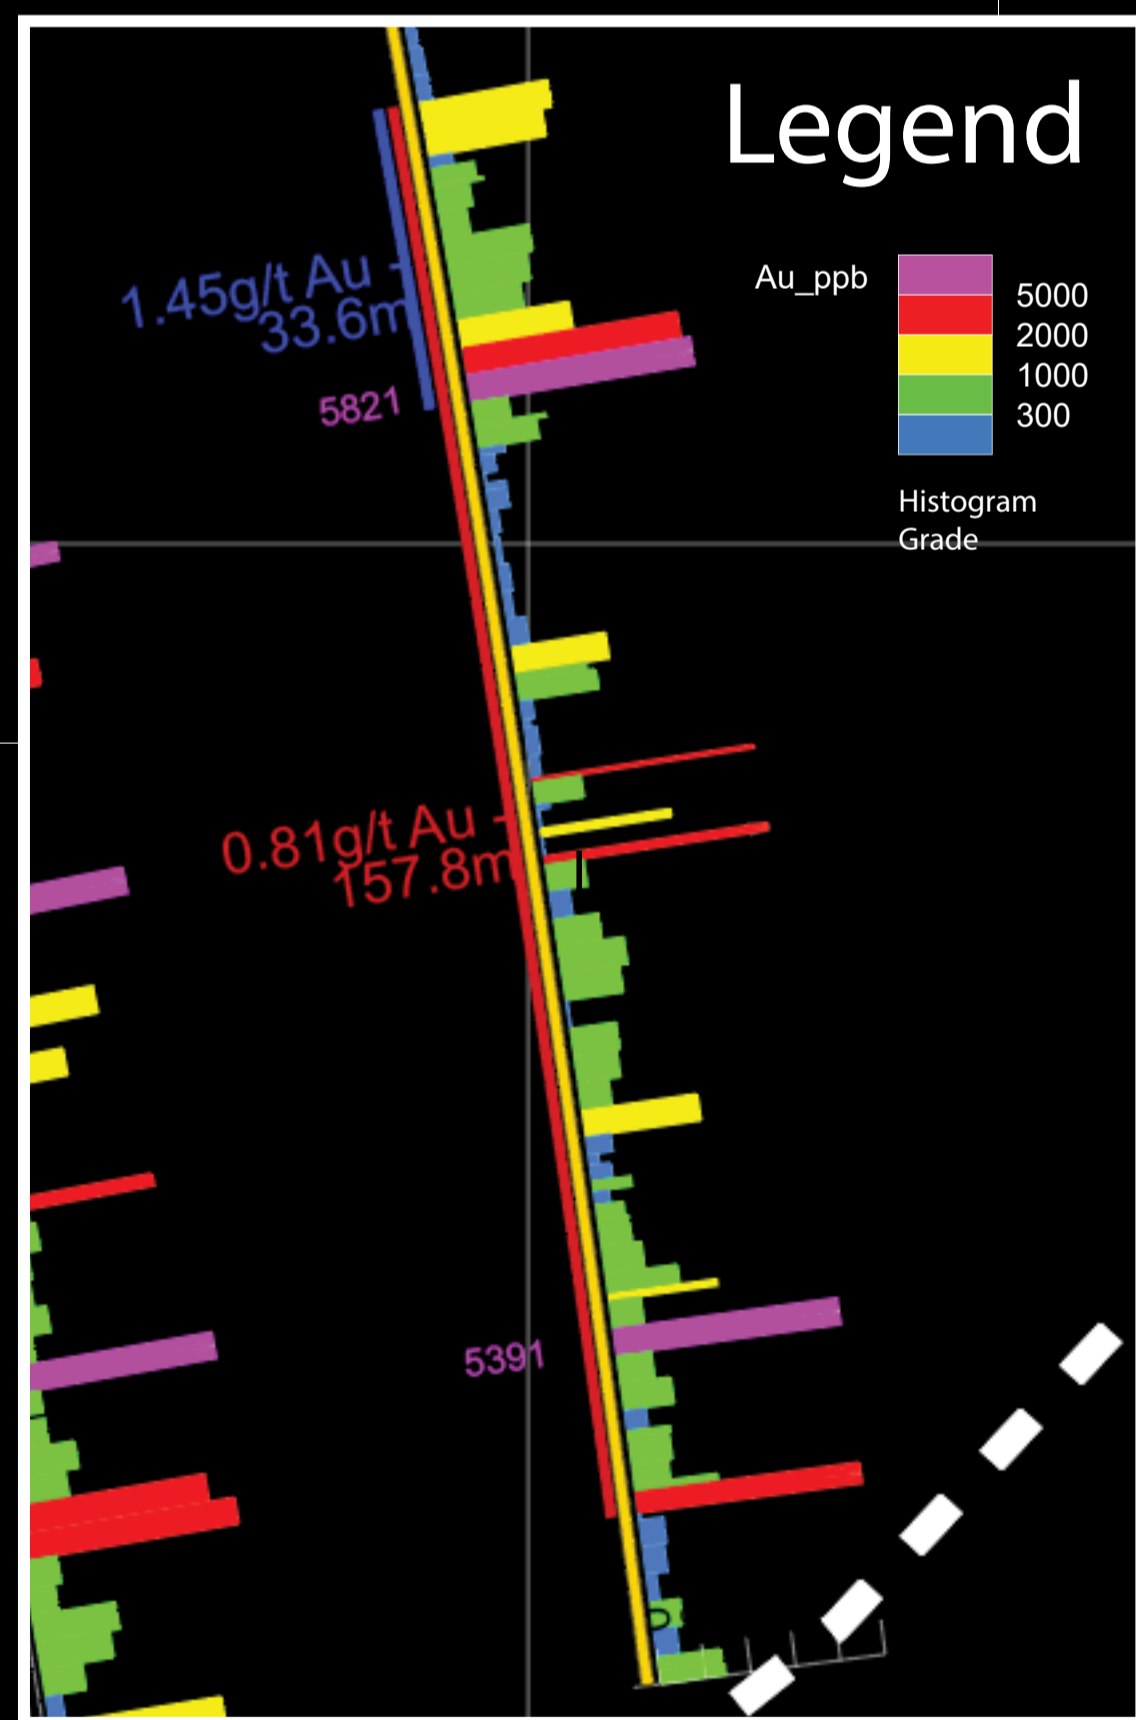 Legend
Au_ppb
5000
2000
1000
300
Histogram
Grade
1.45g/t Au
33.6m
5821
0.81g/t Au
157.8m
5391